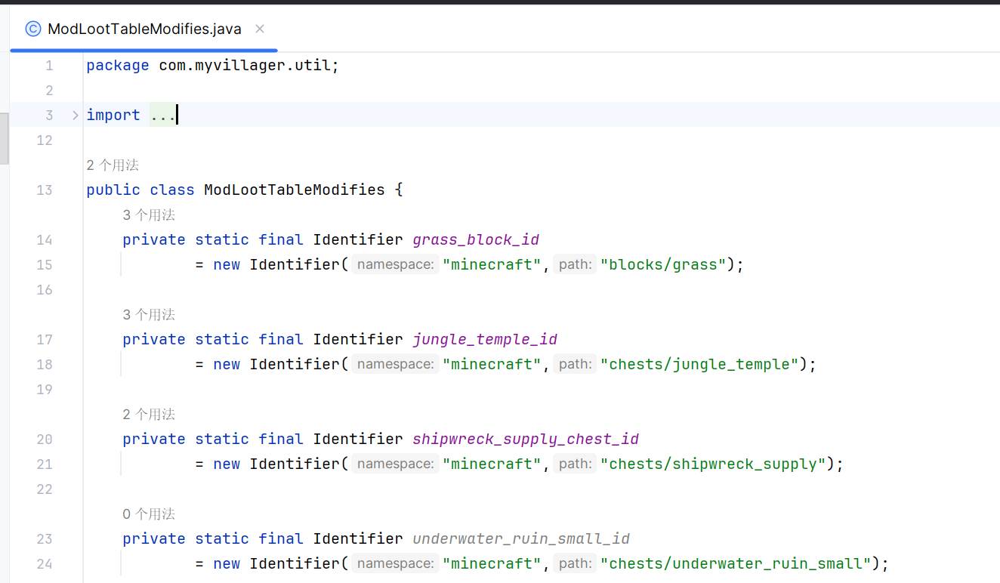 ModLootTableModifies.java
1 package com.myvillager.util;
2
3 import ...
12
2 个用法
13 public class ModLootTableModifies {
3 个用法
14 private static final Identifier grass_block_id
15 = new Identifier( namespace: "minecraft", path: "blocks/grass");
16
3 个用法
17 private static final Identifier jungle_temple_id
18 = new Identifier( namespace: "minecraft", path: "chests/jungle_temple");
19
2 个用法
20 private static final Identifier shipwreck_supply_chest_id
21 = new Identifier( namespace: "minecraft", path: "chests/shipwreck_supply");
22
0 个用法
23 private static final Identifier underwater_ruin_small_id
24 = new Identifier( namespace: "minecraft", path: "chests/underwater_ruin_small");